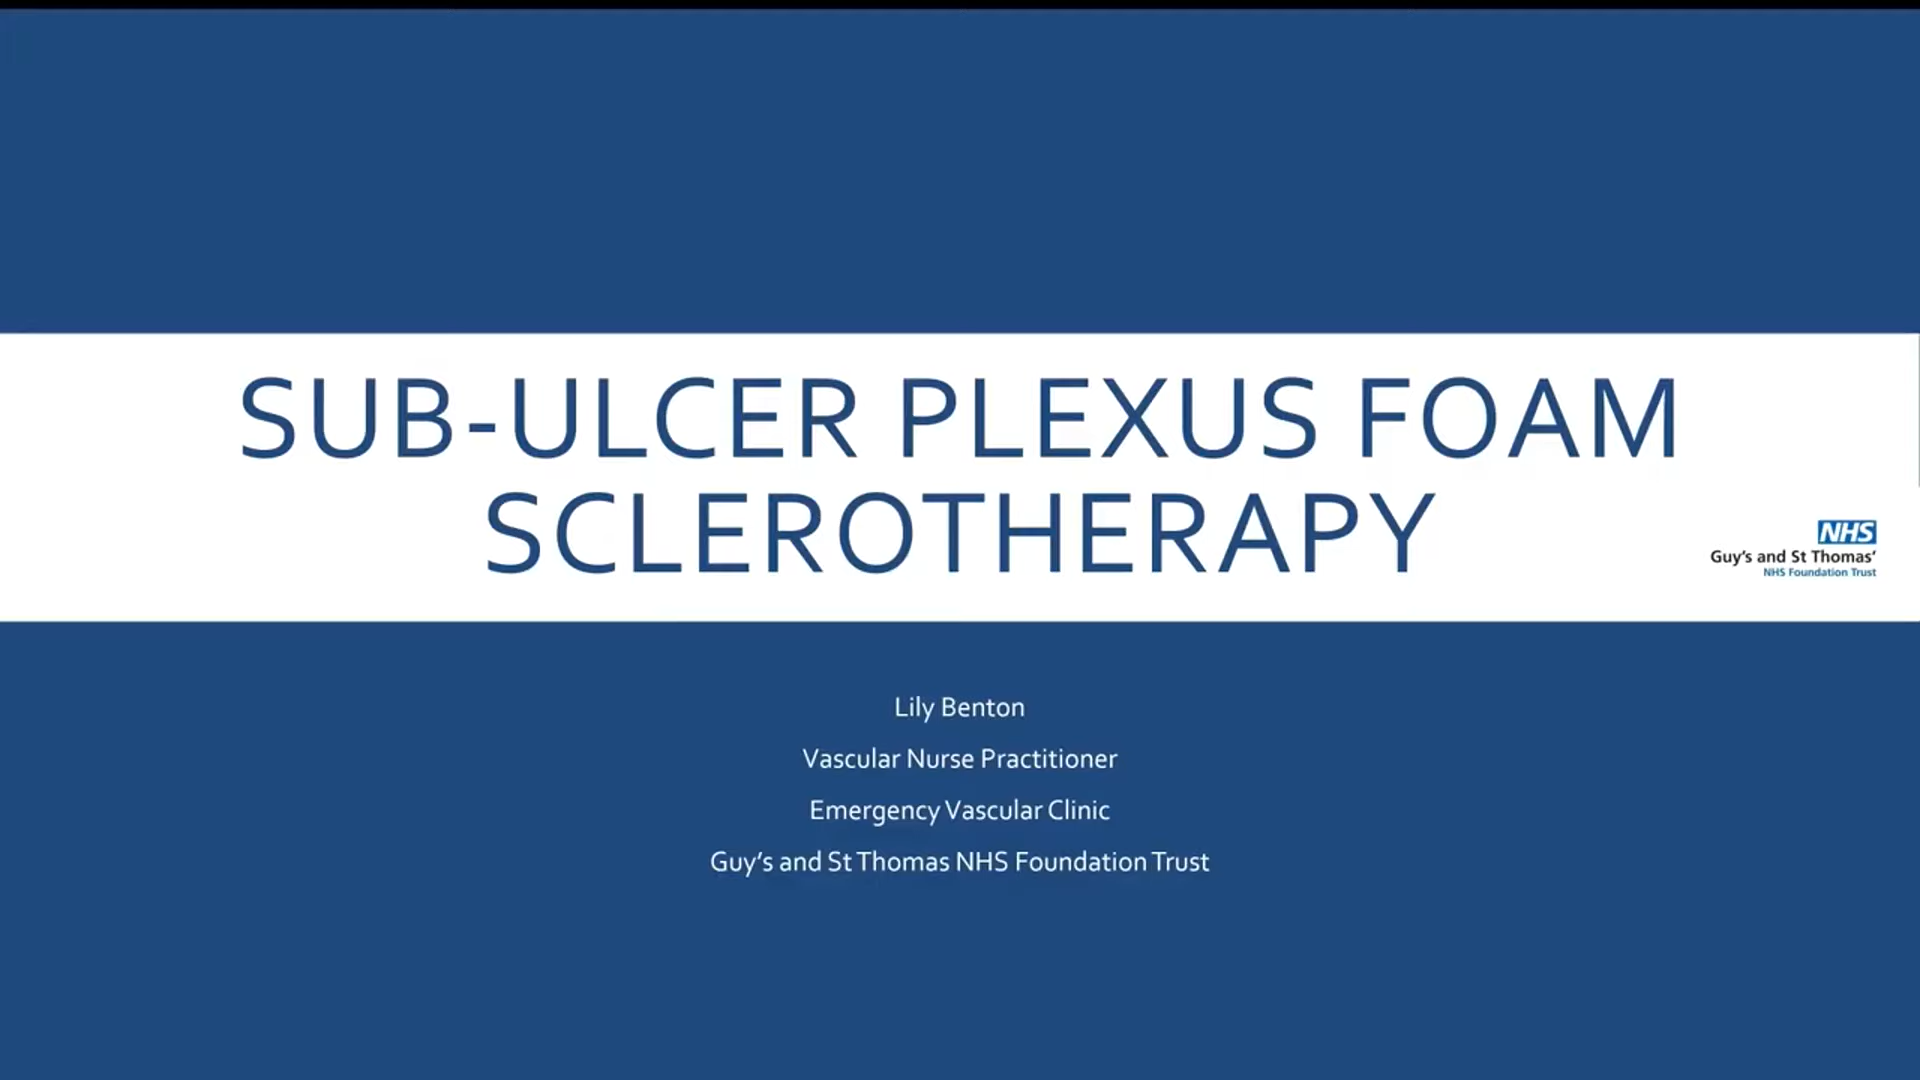 SUB-ULCER PLEXUS FOAM
SCLEROTHERAPY
NHS
Guy's and St Thomas'
NHS Foundation Trust
Lily Benton
Vascular Nurse Practitioner
Emergency Vascular Clinic
Guy's and St Thomas NHS Foundation Trust